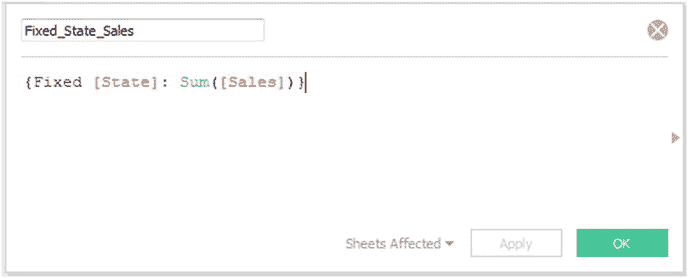 Fixed_State_Sales
{Fixed [State]: Sum([Sales])}
Sheets Affected
Apply
OK